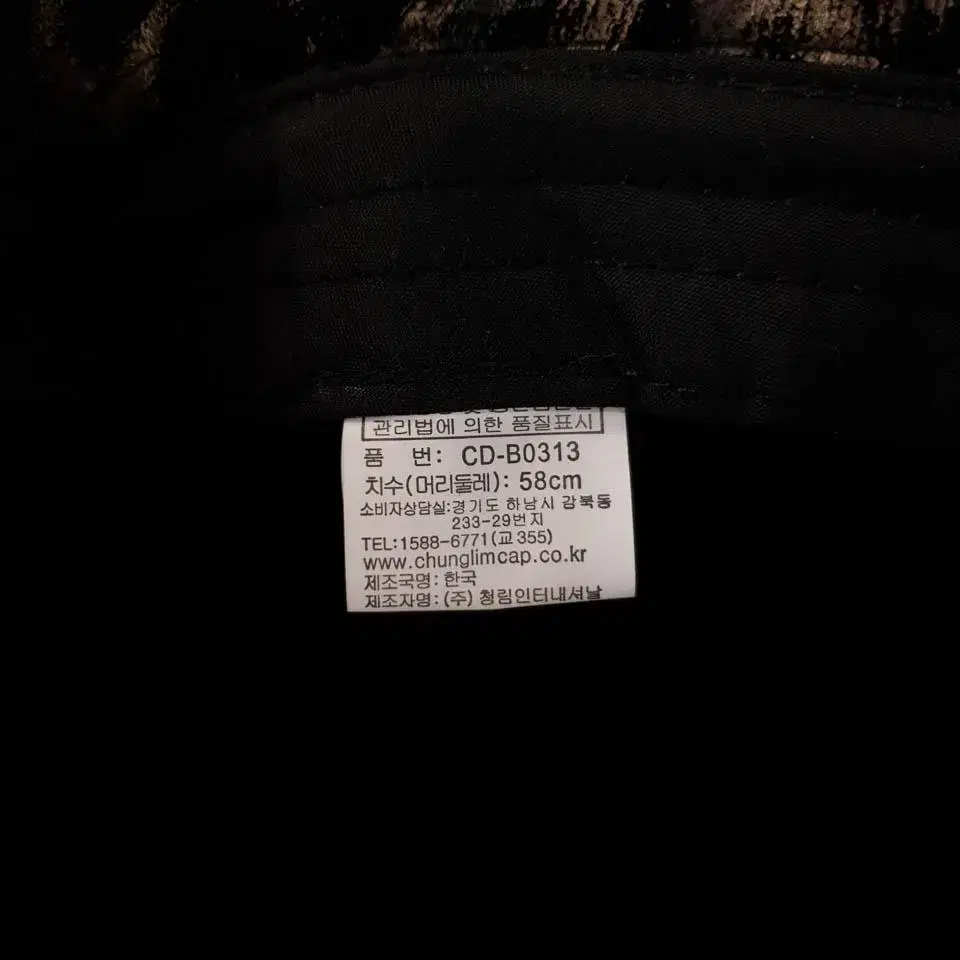 관리법에 의한 품질표시
품 번: CD-B0313
치수(머리둘레): 58cm
소비자상담실:경기도 하남시 감북동
233-29번지
TEL:1588-6771(교355)
www.chunglimcap.co.kr
제조국명: 한국
제조자명: (주) 청림인터내셔날